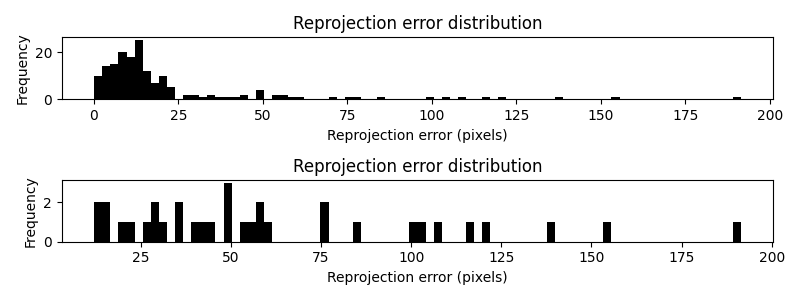 Reprojection error distribution
Frequency
20
0
0 25 50 75 100 125 150 175 200
Reprojection error (pixels)
Reprojection error distribution
Frequency
2
0
25 50 75 100 125 150 175 200
Reprojection error (pixels)